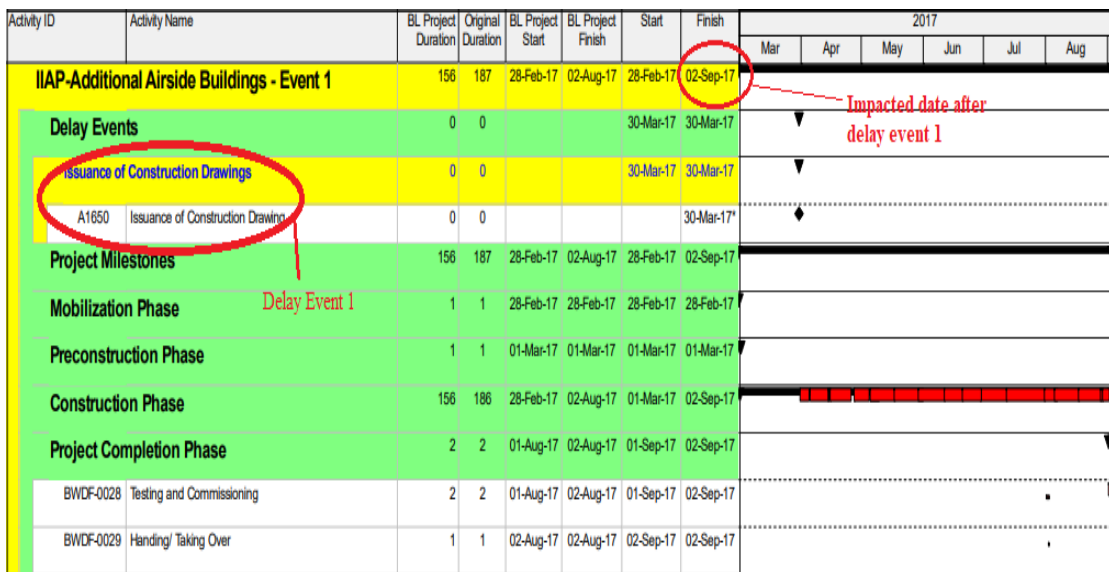 Activity ID Activity Name BL Project Duration Original Duration BL Project Start BL Project Finish Start Finish 2017
Mar Apr May Jun Jul Aug
IIAP-Additional Airside Buildings - Event 1 156 187 28-Feb-17 02-Aug-17 28-Feb-17 02-Sep-17
Impacted date after
delay event 1
Delay Events 0 0 30-Mar-17 30-Mar-17
Issuance of Construction Drawings 0 0 30-Mar-17 30-Mar-17
A1650 Issuance of Construction Drawing 0 0 30-Mar-17*
Project Milestones 156 187 28-Feb-17 02-Aug-17 28-Feb-17 02-Sep-17
Delay Event 1
Mobilization Phase 1 1 28-Feb-17 28-Feb-17 28-Feb-17 28-Feb-17
Preconstruction Phase 1 1 01-Mar-17 01-Mar-17 01-Mar-17 01-Mar-17
Construction Phase 156 186 28-Feb-17 02-Aug-17 01-Mar-17 02-Sep-17
Project Completion Phase 2 2 01-Aug-17 02-Aug-17 01-Sep-17 02-Sep-17
BWDF-0028 Testing and Commissioning 2 2 01-Aug-17 02-Aug-17 01-Sep-17 02-Sep-17
BWDF-0029 Handing/ Taking Over 1 1 02-Aug-17 02-Aug-17 02-Sep-17 02-Sep-17